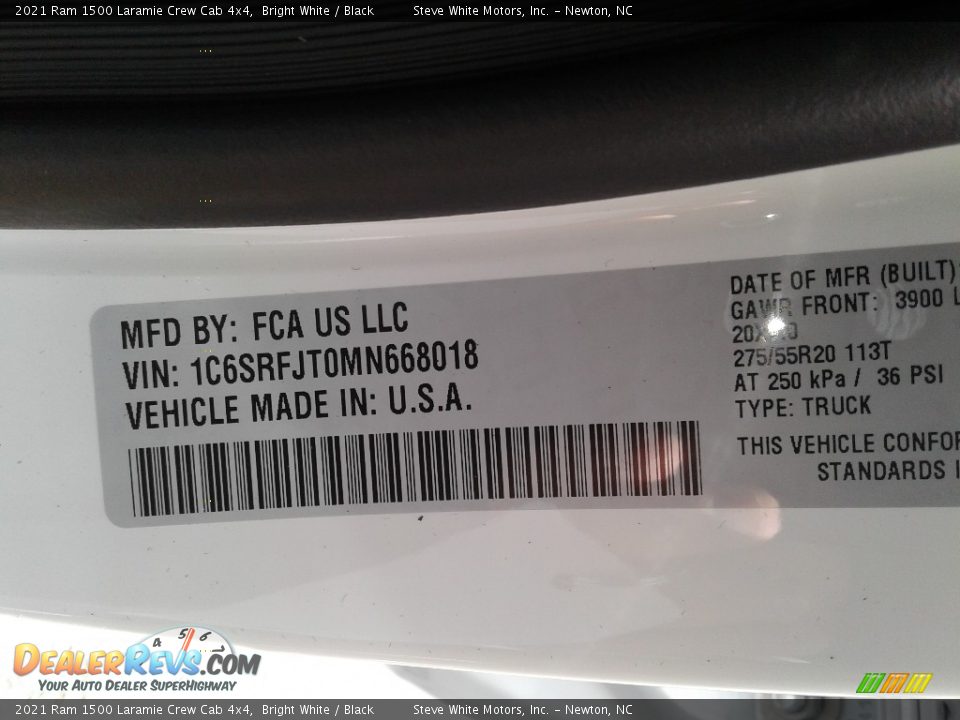 2021 Ram 1500 Laramie Crew Cab 4x4, Bright White / Black Steve White Motors, Inc. – Newton, NC
MFD BY: FCA US LLC
VIN: 1C6SRFJT0MN668018
VEHICLE MADE IN: U.S.A.
DATE OF MFR (BUILT)
GAWR FRONT: 3900
275/55R20 113T
AT 250 kPa / 36 PSI
TYPE: TRUCK
THIS VEHICLE
STANDARDS
4 5 6
DEALERREVS.COM
YOUR AUTO DEALER SUPERHIGHWAY
2021 Ram 1500 Laramie Crew Cab 4x4, Bright White / Black Steve White Motors, Inc. – Newton, NC